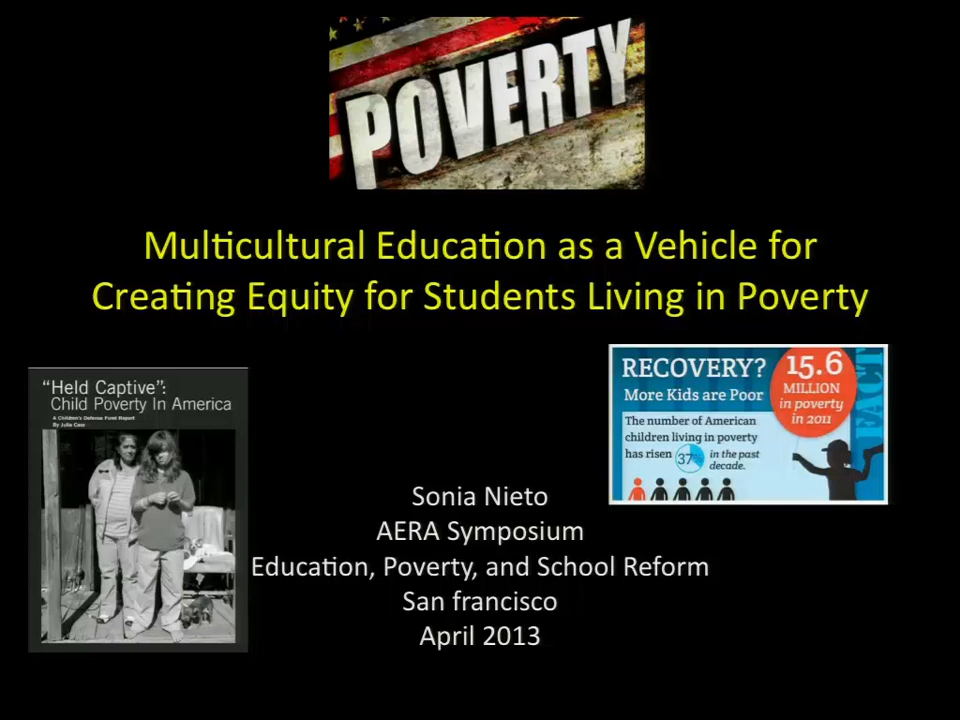 POVERTY
Multicultural Education as a Vehicle for
Creating Equity for Students Living in Poverty
“Held Captive”:
Child Poverty In America
A Children's Defense Fund Report
By Julia Cass
RECOVERY?
More Kids are Poor
15.6
MILLION
in poverty
in 2011
FACT
The number of American
children living in poverty
has risen 37% in the past
decade.
Sonia Nieto
AERA Symposium
Education, Poverty, and School Reform
San francisco
April 2013